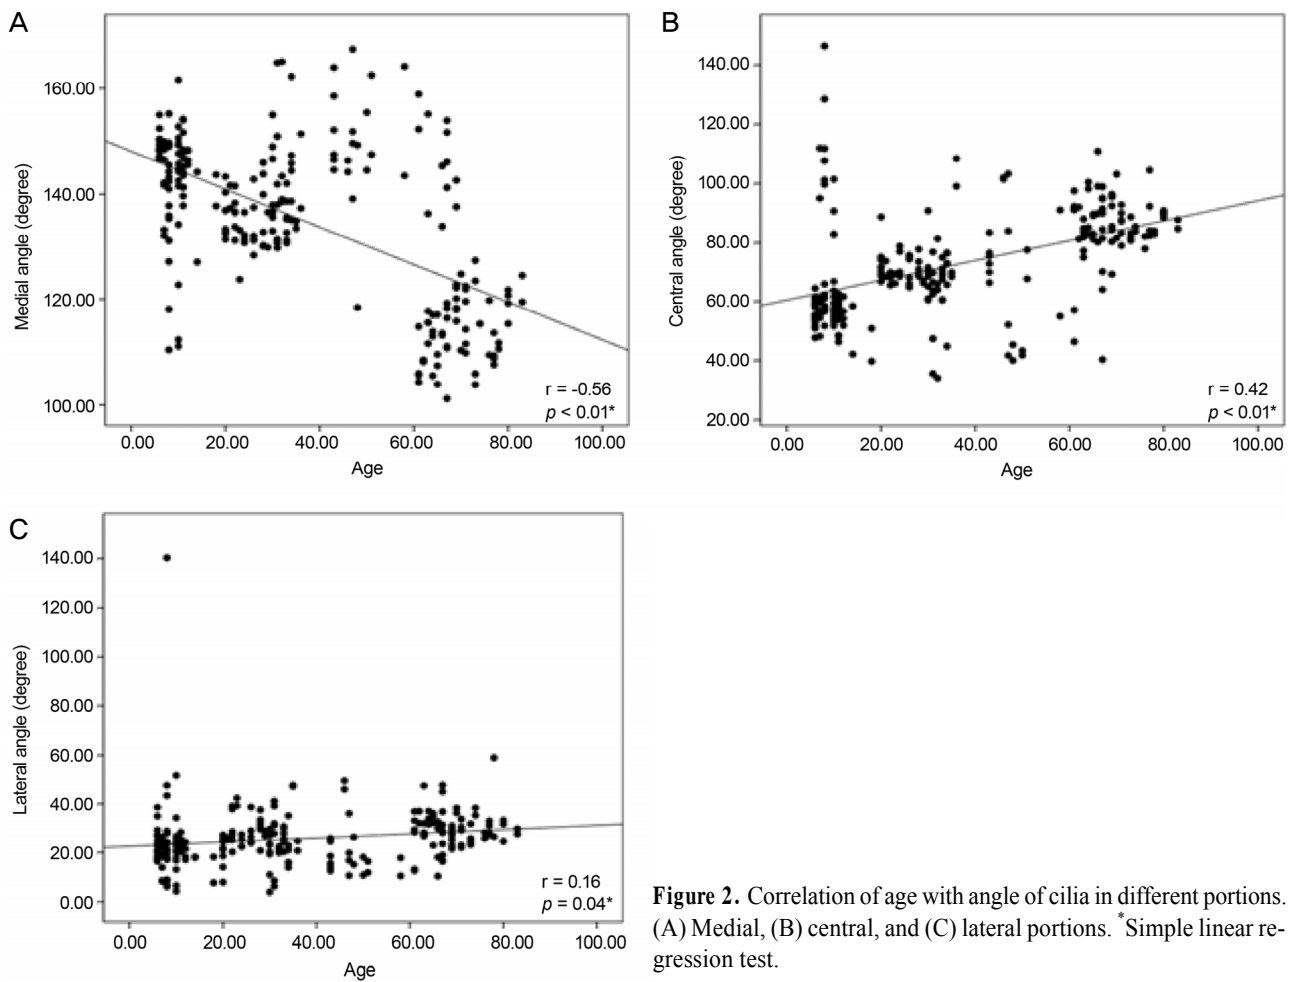 A
Medial angle (degree)
160.00
140.00
120.00
100.00
r = -0.56
p < 0.01*
0.00 20.00 40.00 60.00 80.00 100.00
Age
B
Central angle (degree)
140.00
120.00
100.00
80.00
60.00
40.00
20.00
r = 0.42
p < 0.01*
0.00 20.00 40.00 60.00 80.00 100.00
Age
C
Lateral angle (degree)
140.00
120.00
100.00
80.00
60.00
40.00
20.00
0.00
r = 0.16
p = 0.04*
0.00 20.00 40.00 60.00 80.00 100.00
Age
Figure 2. Correlation of age with angle of cilia in different portions.
(A) Medial, (B) central, and (C) lateral portions. *Simple linear re-
gression test.